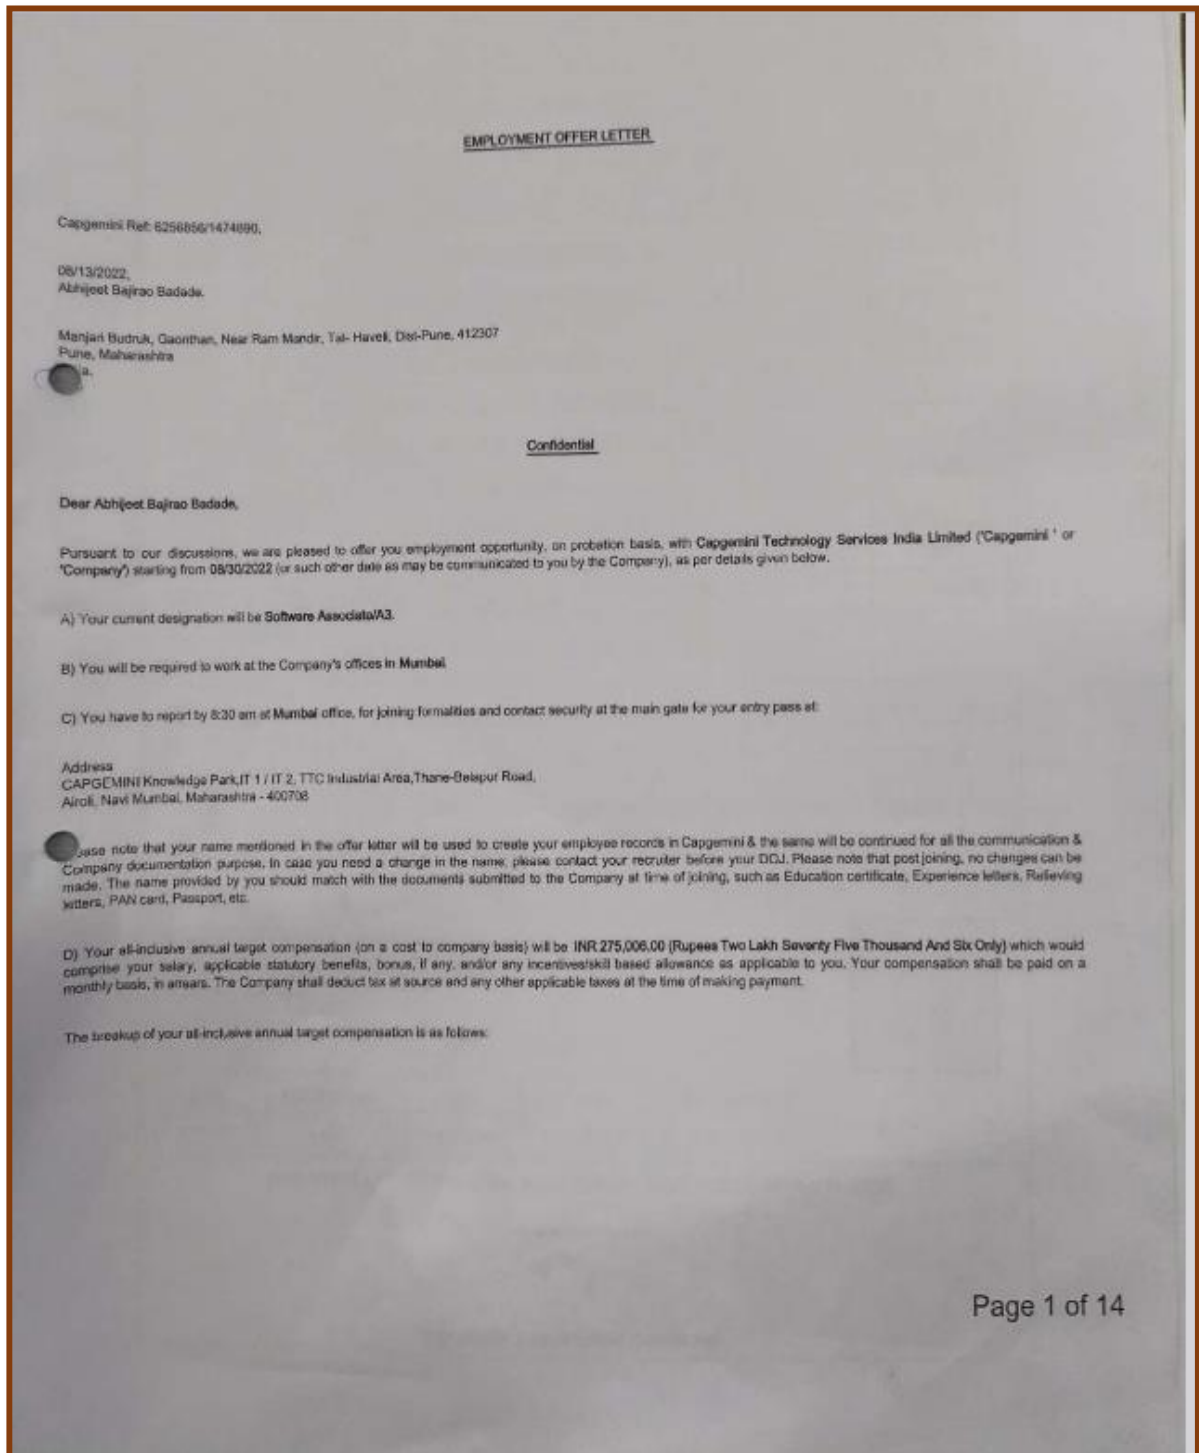 EMPLOYMENT OFFER LETTER
Capgemini Ref: 6256856/1474690,
08/13/2022,
Abhijeet Bajirao Badade.
Manjari Budruk, Gaonthan, Near Ram Mandir, Tal- Haveli, Dist-Pune, 412307
Pune, Maharashtra
a.
Confidential
Dear Abhijeet Bajirao Badade,
Pursuant to our discussions, we are pleased to offer you employment opportunity, on probation basis, with Capgemini Technology Services India Limited ('Capgemini ' or
'Company') starting from 08/30/2022 (or such other date as may be communicated to you by the Company), as per details given below.
A) Your current designation will be Software Associate/A3.
B) You will be required to work at the Company's offices in Mumbai
C) You have to report by 8:30 am at Mumbai office, for joining formalities and contact security at the main gate for your entry pass at:
Address
CAPGEMINI Knowledge Park,IT 1 / IT 2, TTC Industrial Area,Thane-Belapur Road,
Airoli, Navi Mumbai, Maharashtra - 400708
ease note that your name mentioned in the offer letter will be used to create your employee records in Capgemini & the same will be continued for all the communication &
Company documentation purpose. In case you need a change in the name, please contact your recruiter before your DOJ. Please note that post joining, no changes can be
made. The name provided by you should match with the documents submitted to the Company at time of joining, such as Education certificate, Experience letters, Relieving
letters, PAN card, Passport, etc.
D) Your all-inclusive annual target compensation (on a cost to company basis) will be INR 275,006.00 (Rupees Two Lakh Seventy Five Thousand And Six Only) which would
comprise your salary, applicable statutory benefits, bonus, if any, and/or any incentives/skill based allowance as applicable to you. Your compensation shall be paid on a
monthly basis, in arrears. The Company shall deduct tax at source and any other applicable taxes at the time of making payment.
The breakup of your all-inclusive annual target compensation is as follows:
Page 1 of 14